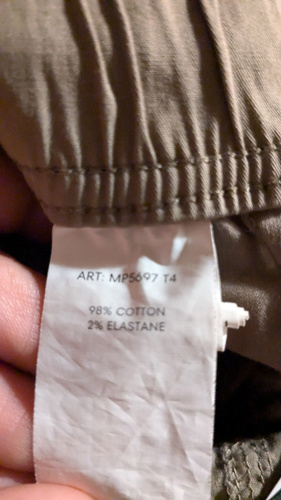 ART: MP5697 T4
98% COTTON
2% ELASTANE